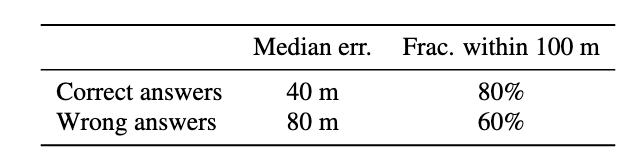 Median err. Frac. within 100 m
Correct answers 40 m 80%
Wrong answers 80 m 60%